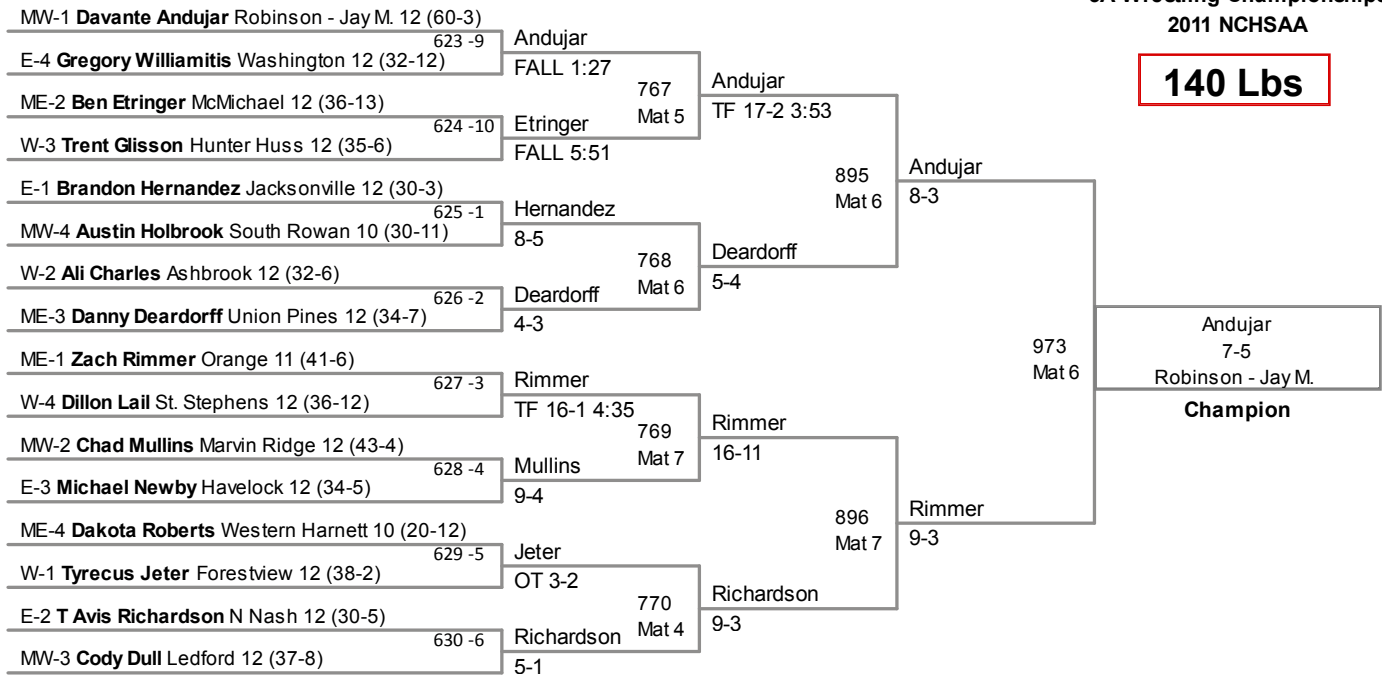 3A Wrestling Championships
2011 NCHSAA
140 Lbs
MW-1 Davante Andujar Robinson - Jay M. 12 (60-3)
623 -9
E-4 Gregory Williamitis Washington 12 (32-12)
ME-2 Ben Etringer McMichael 12 (36-13)
624 -10
W-3 Trent Glisson Hunter Huss 12 (35-6)
E-1 Brandon Hernandez Jacksonville 12 (30-3)
625 -1
MW-4 Austin Holbrook South Rowan 10 (30-11)
W-2 Ali Charles Ashbrook 12 (32-6)
626 -2
ME-3 Danny Deardorff Union Pines 12 (34-7)
ME-1 Zach Rimmer Orange 11 (41-6)
627 -3
W-4 Dillon Lail St. Stephens 12 (36-12)
MW-2 Chad Mullins Marvin Ridge 12 (43-4)
628 -4
E-3 Michael Newby Havelock 12 (34-5)
ME-4 Dakota Roberts Western Harnett 10 (20-12)
629 -5
W-1 Tyrecus Jeter Forestview 12 (38-2)
E-2 T Avis Richardson N Nash 12 (30-5)
630 -6
MW-3 Cody Dull Ledford 12 (37-8)
Andujar
FALL 1:27
767
Mat 5
Etringer
FALL 5:51
Hernandez
8-5
768
Mat 6
Deardorff
4-3
Rimmer
TF 16-1 4:35
769
Mat 7
Mullins
9-4
Jeter
OT 3-2
770
Mat 4
Richardson
5-1
Andujar
TF 17-2 3:53
895
Mat 6
Deardorff
5-4
Rimmer
16-11
896
Mat 7
Richardson
9-3
Andujar
8-3
973
Mat 6
Rimmer
9-3
Andujar
7-5
Robinson - Jay M.
Champion